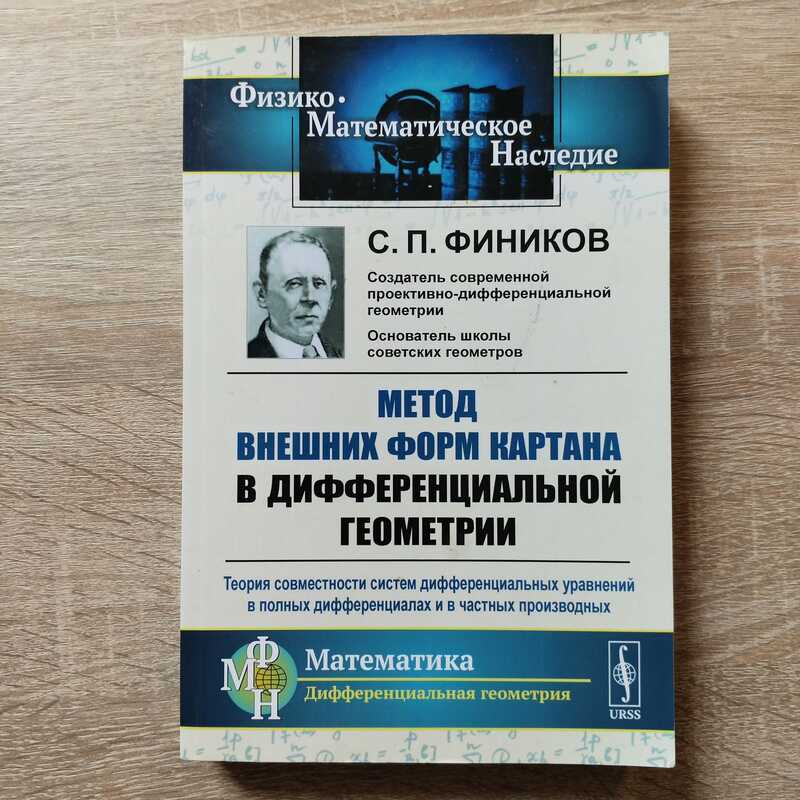 Физико·
Математическое
Наследие
С. П. ФИНИКОВ
Создатель современной
проективно-дифференциальной
геометрии
Основатель школы
советских геометров
МЕТОД
ВНЕШНИХ ФОРМ КАРТАНА
В ДИФФЕРЕНЦИАЛЬНОЙ
ГЕОМЕТРИИ
Теория совместности систем дифференциальных уравнений
в полных дифференциалах и в частных производных
ФМН
Математика
Дифференциальная геометрия
URSS